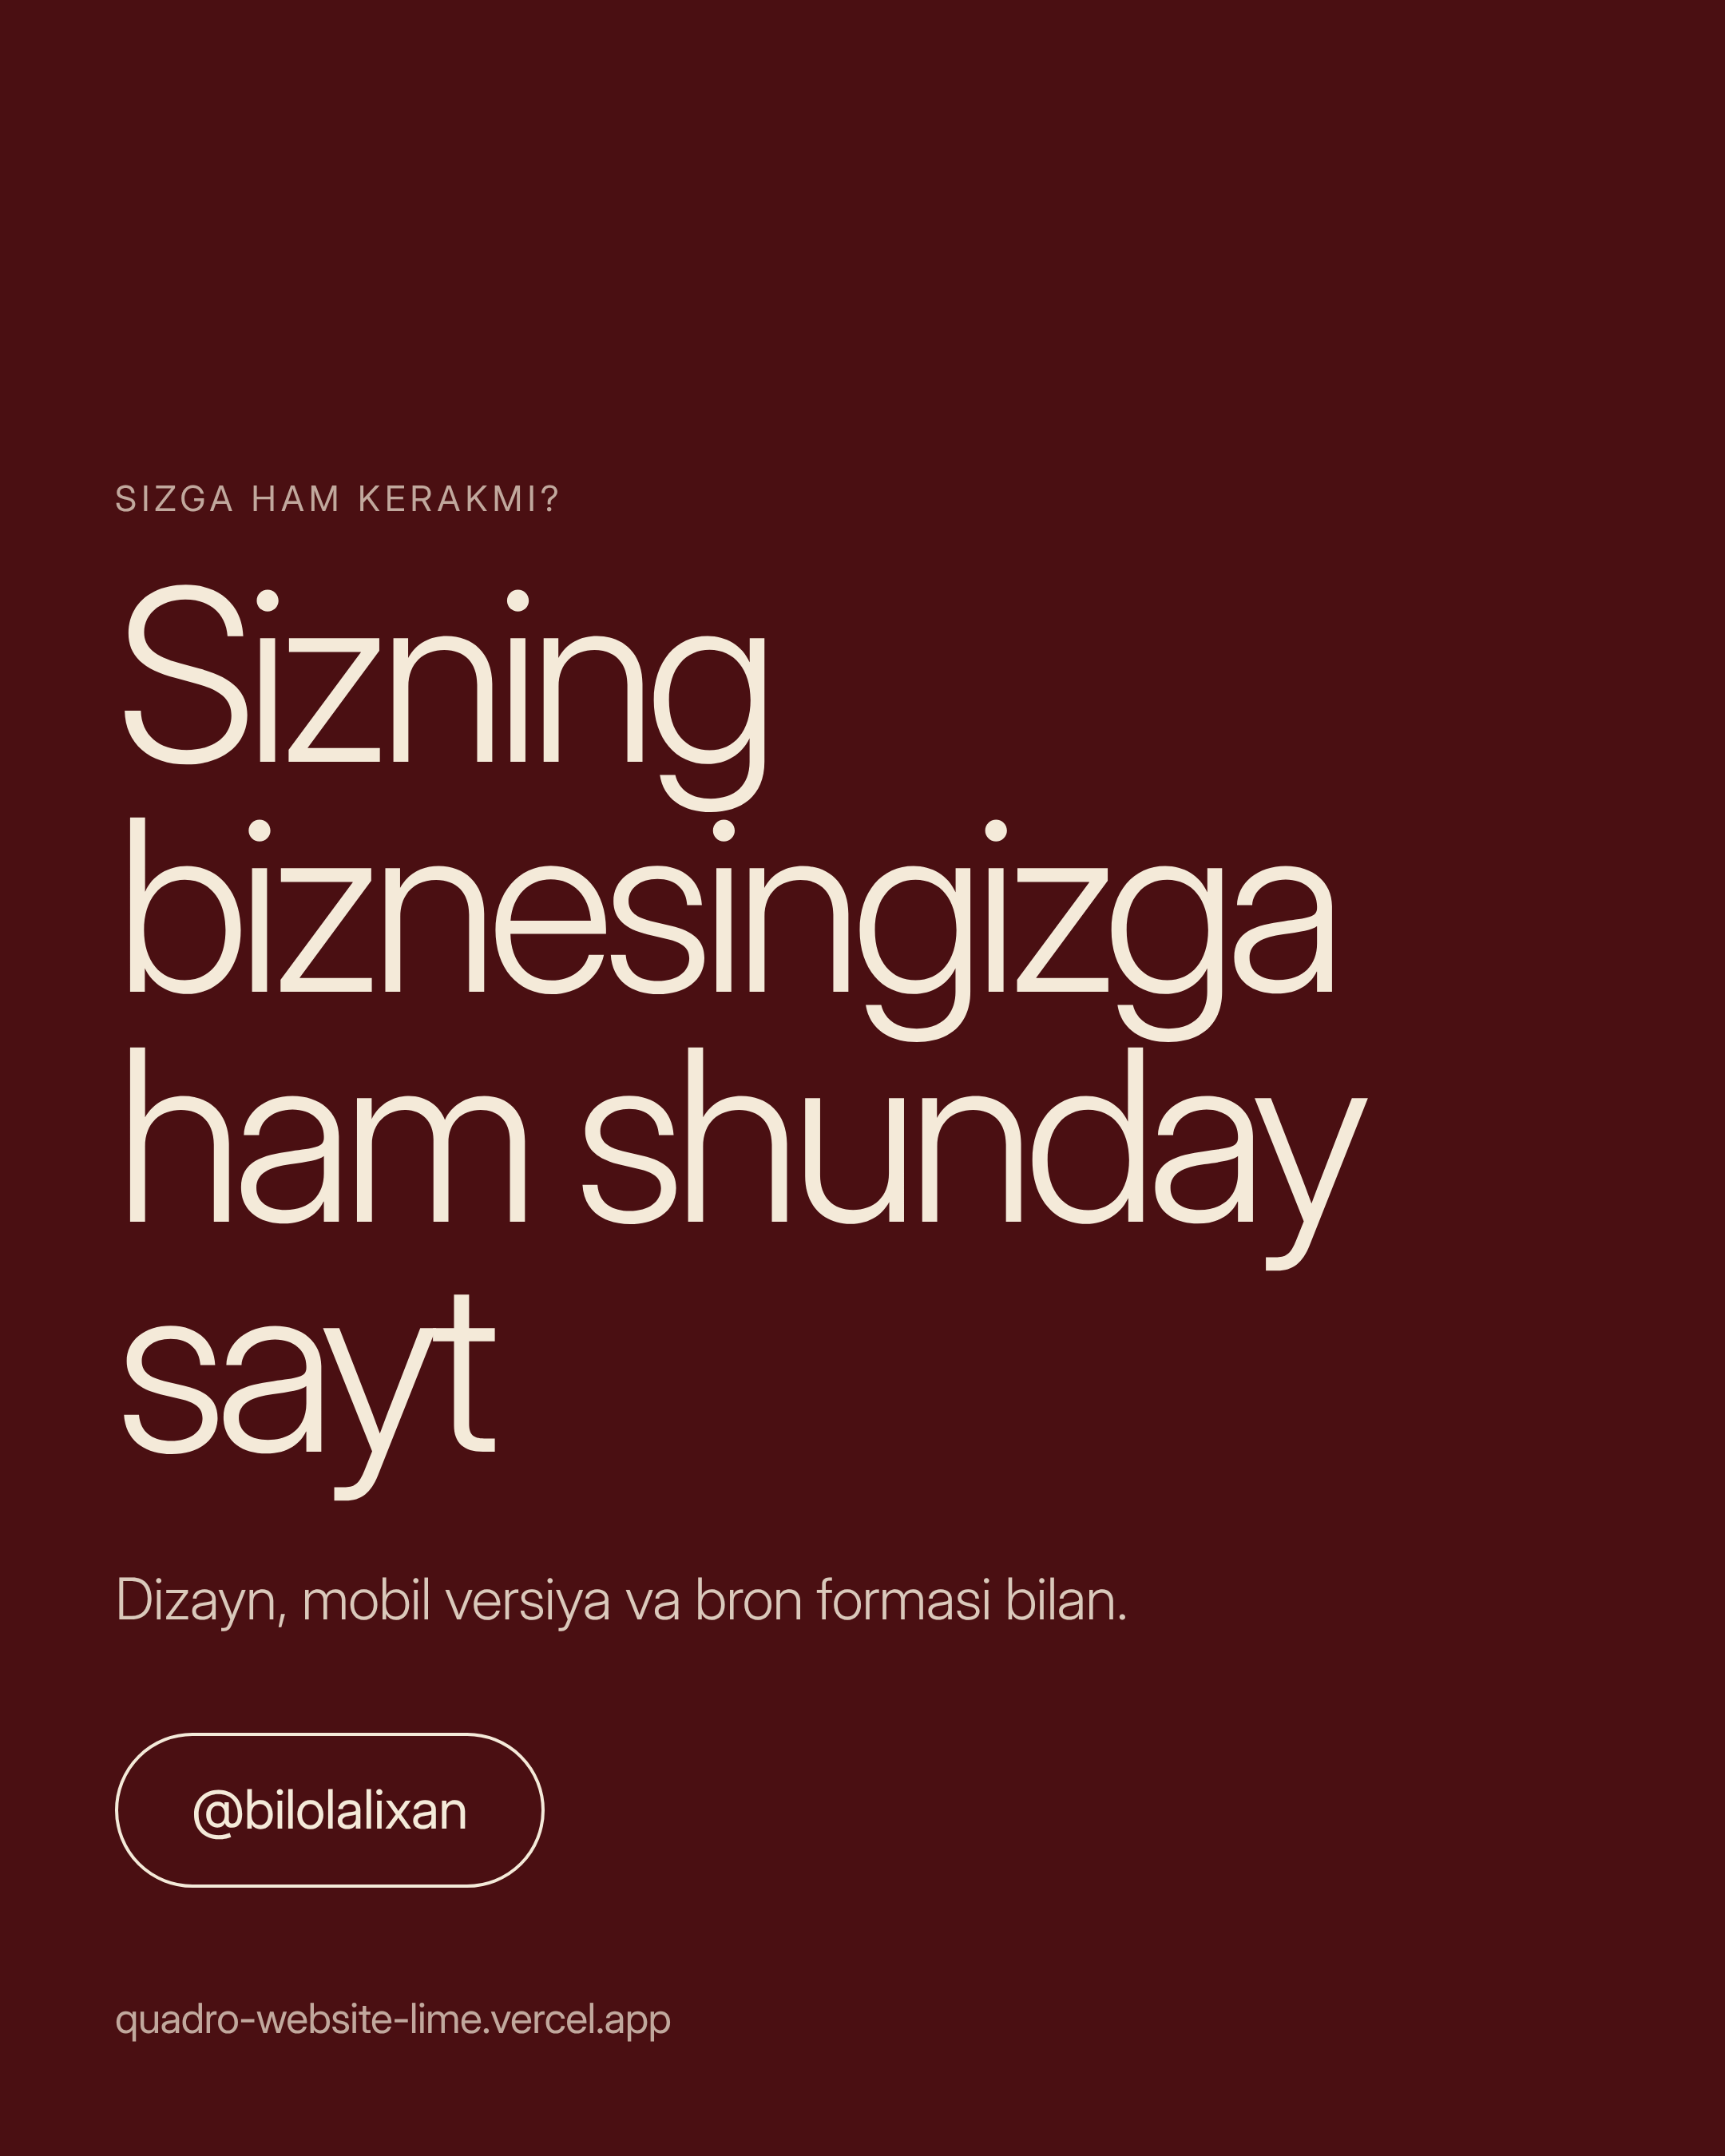 SIZGA HAM KERAKMI?
Sizning
biznesingizga
ham shunday
sayt
Dizayn, mobil versiya va bron formasi bilan.
@bilolalixan
quadro-website-lime.vercel.app